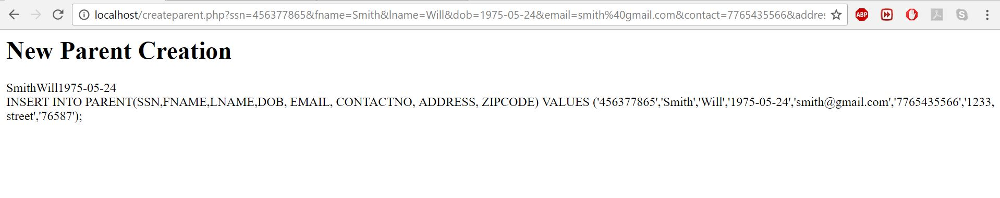 localhost/createparent.php?ssn=456377865&fname=Smith&lname=Will&dob=1975-05-24&email=smith%40gmail.com&contact=7765435566&addres
ABP
New Parent Creation
SmithWill1975-05-24
INSERT INTO PARENT(SSN,FNAME,LNAME,DOB, EMAIL, CONTACTNO, ADDRESS, ZIPCODE) VALUES ('456377865','Smith','Will','1975-05-24','smith@gmail.com','7765435566','1233,
street','76587');